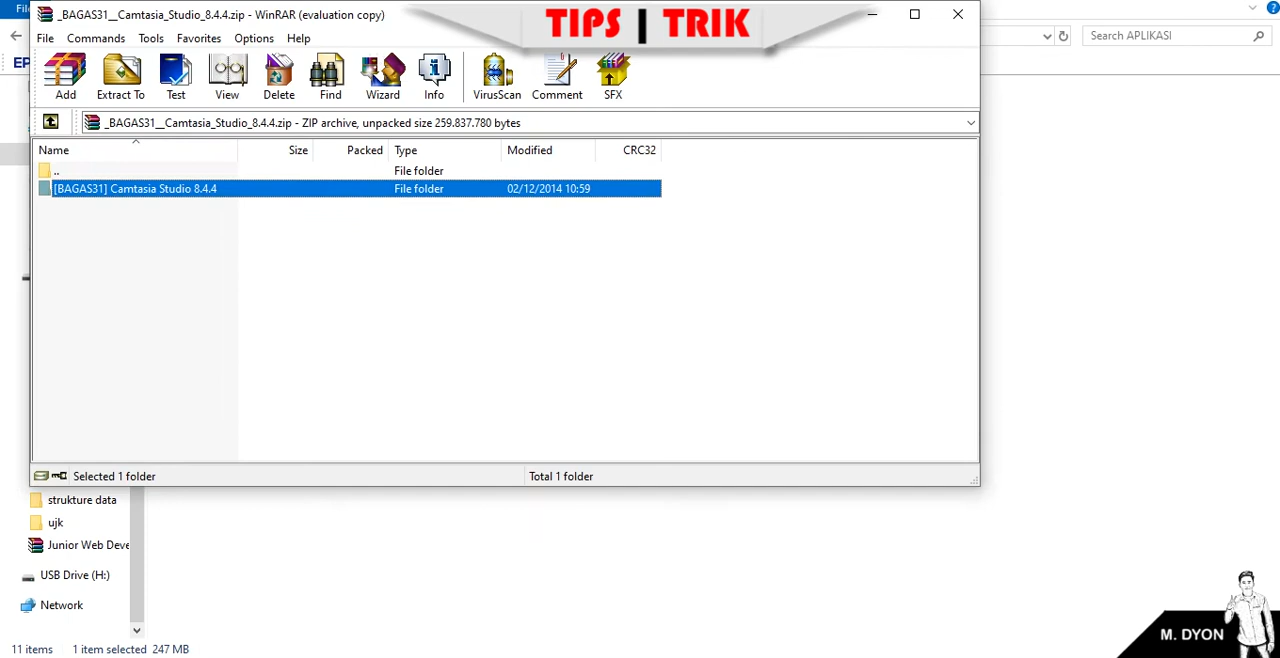 Fil
_BAGAS31__Camtasia_Studio_8.4.4.zip - WinRAR (evaluation copy)
TIPS | TRIK
File Commands Tools Favorites Options Help
Search APLIKASI
EP
Add Extract To Test View Delete Find Wizard Info VirusScan Comment SFX
_BAGAS31__Camtasia_Studio_8.4.4.zip - ZIP archive, unpacked size 259.837.780 bytes
Name Size Packed Type Modified CRC32
.. File folder
[BAGAS31] Camtasia Studio 8.4.4 File folder 02/12/2014 10:59
Selected 1 folder Total 1 folder
strukture data
ujk
Junior Web Deve
USB Drive (H:)
Network
M. DYON
11 items 1 item selected 247 MB